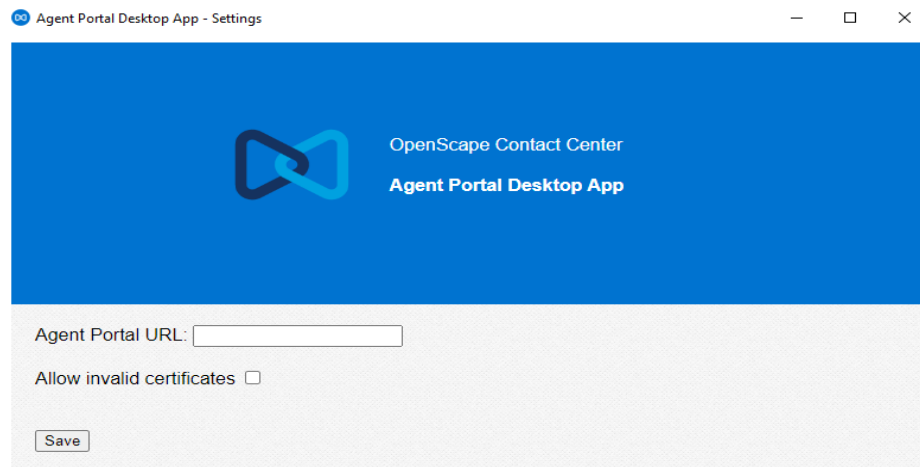 Agent Portal Desktop App - Settings
OpenScape Contact Center
Agent Portal Desktop App
Agent Portal URL:
Allow invalid certificates
Save